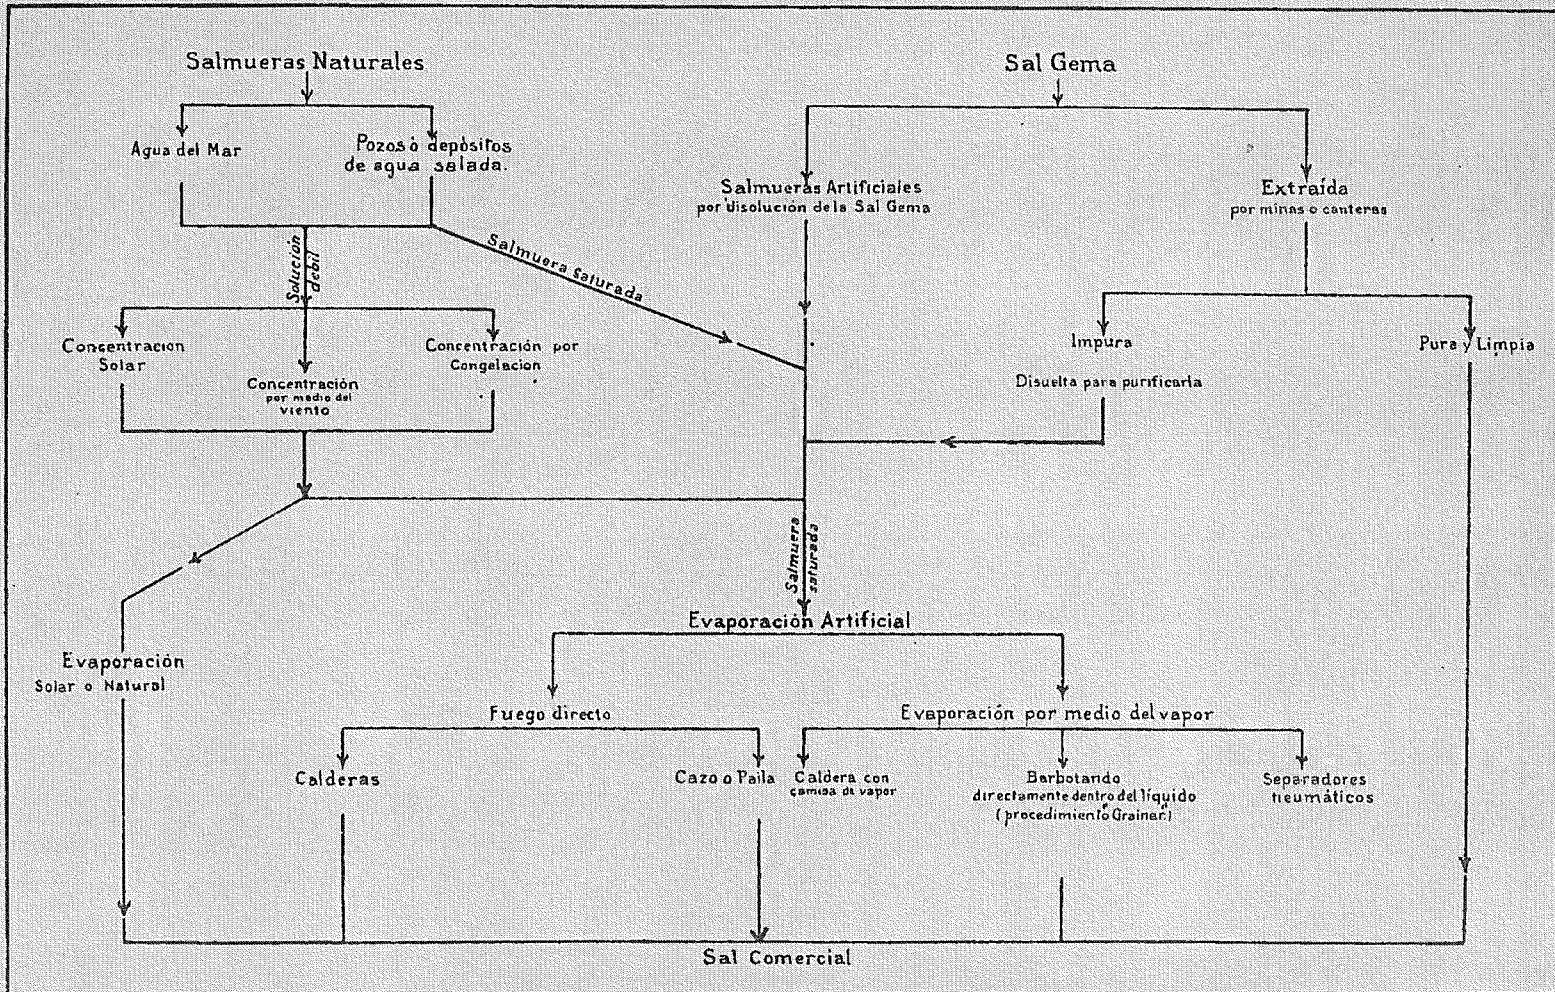 Salmueras Naturales
Sal Gema
Agua del Mar
Pozos ò depòsitos
de agua salada.
Salmueras Artificiales
por disolución de la Sal Gema
Extraída
por minas o canteras
Solución
debil
Salmuera Saturada
Concentracion
Solar
Concentración
por medio del
viento
Concentración por
Congelacion
Impura
Disuelta para purificarla
Pura y Limpia
Salmuera
saturada
Evaporación Artificial
Evaporación
Solar o Natural
Fuego directo
Evaporación por medio del vapor
Calderas
Cazo o Paila
Caldera con
camisa de vapor
Barbotando
directamente dentro del líquido
(procedimiento "Grainer")
Separadores
neumáticos
Sal Comercial